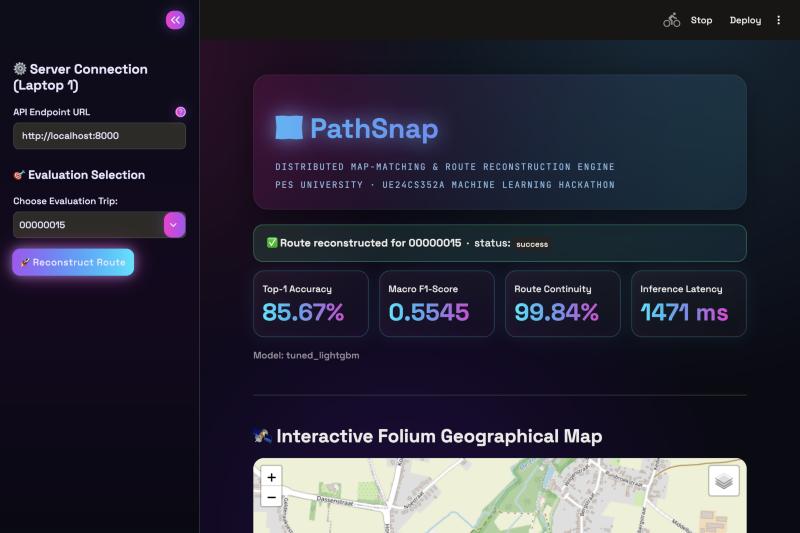 Stop
Deploy
Server Connection
(Laptop 1)
API Endpoint URL
?
http://localhost:8000
Evaluation Selection
Choose Evaluation Trip:
00000015
Reconstruct Route
PathSnap
DISTRIBUTED MAP-MATCHING & ROUTE RECONSTRUCTION ENGINE
PES UNIVERSITY · UE24CS352A MACHINE LEARNING HACKATHON
Route reconstructed for 00000015 · status: success
Top-1 Accuracy
85.67%
Macro F1-Score
0.5545
Route Continuity
99.84%
Inference Latency
1471 ms
Model: tuned_lightgbm
Interactive Folium Geographical Map
+
−
Dassenstraat